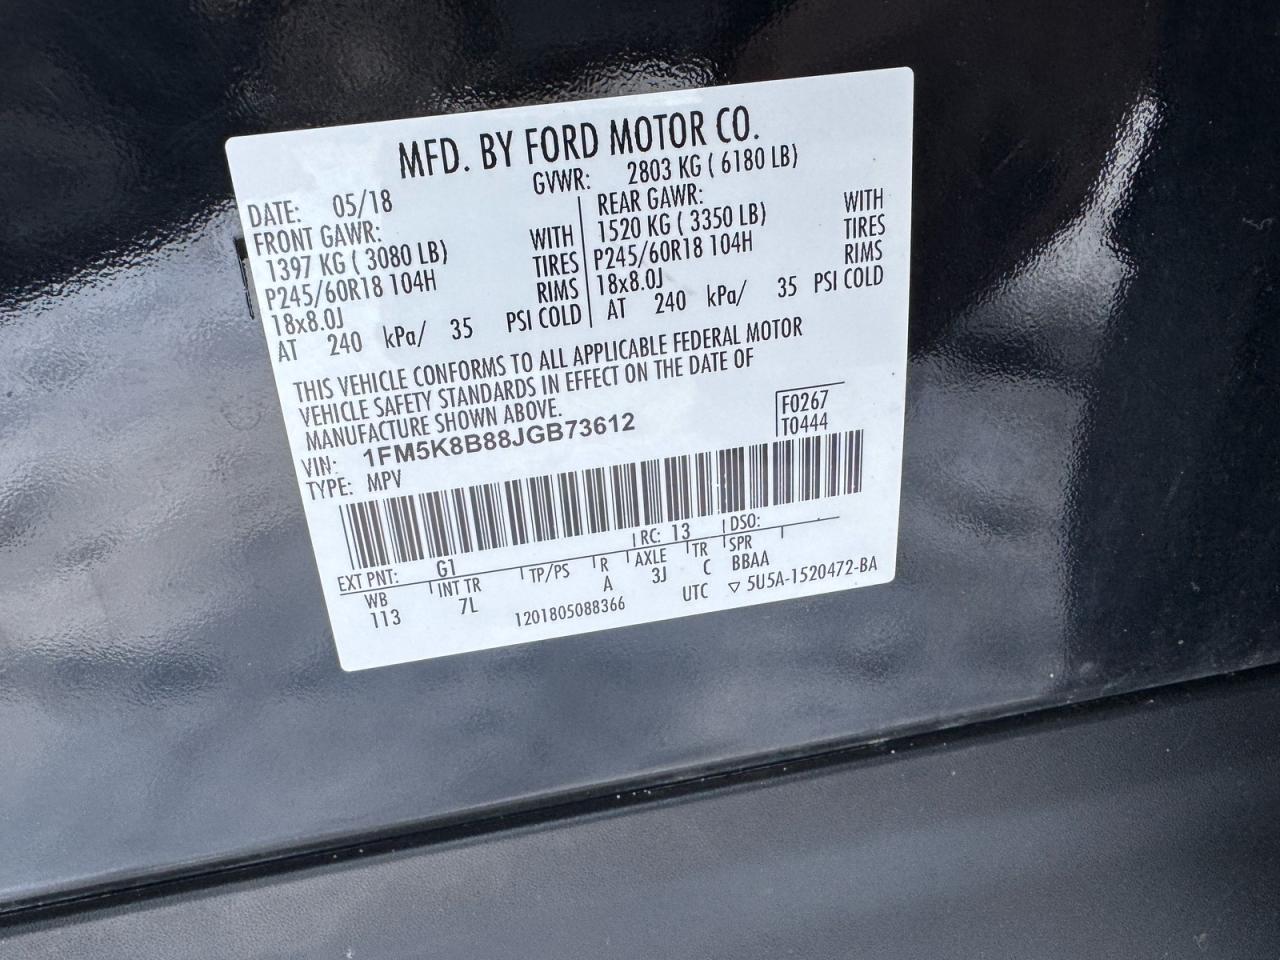 MFD. BY FORD MOTOR CO.
DATE: 05/18 GVWR: 2803 KG ( 6180 LB)
FRONT GAWR: REAR GAWR:
1397 KG ( 3080 LB) WITH 1520 KG ( 3350 LB) WITH
P245/60R18 104H TIRES P245/60R18 104H TIRES
18x8.0J RIMS 18x8.0J RIMS
AT 240 kPa/ 35 PSI COLD AT 240 kPa/ 35 PSI COLD
THIS VEHICLE CONFORMS TO ALL APPLICABLE FEDERAL MOTOR
VEHICLE SAFETY STANDARDS IN EFFECT ON THE DATE OF
MANUFACTURE SHOWN ABOVE.
VIN: 1FM5K8B88JGB73612 F0267
TYPE: MPV T0444
EXT PNT: G1 RC: 13 DSO:
WB INT TR TP/PS R AXLE TR SPR
113 7L A 3J C BBAA
1201805088366 UTC ▽ 5U5A-1520472-BA